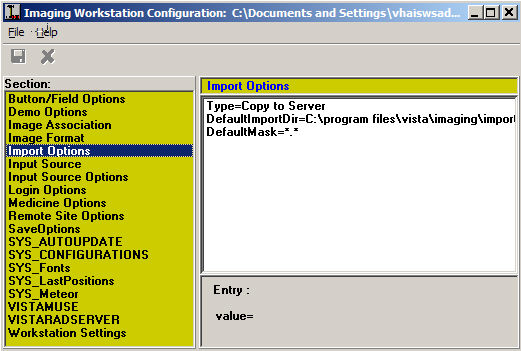 Imaging Workstation Configuration: C:\Documents and Settings\vhaiswsad...
File Help
Section:
Button/Field Options
Demo Options
Image Association
Image Format
Import Options
Input Source
Input Source Options
Login Options
Medicine Options
Remote Site Options
SaveOptions
SYS_AUTOUPDATE
SYS_CONFIGURATIONS
SYS_Fonts
SYS_LastPositions
SYS_Meteor
VISTAMUSE
VISTARADSERVER
Workstation Settings
Import Options
Type=Copy to Server
DefaultImportDir=C:\program files\vista\imaging\import
DefaultMask=*.*
Entry :
value=